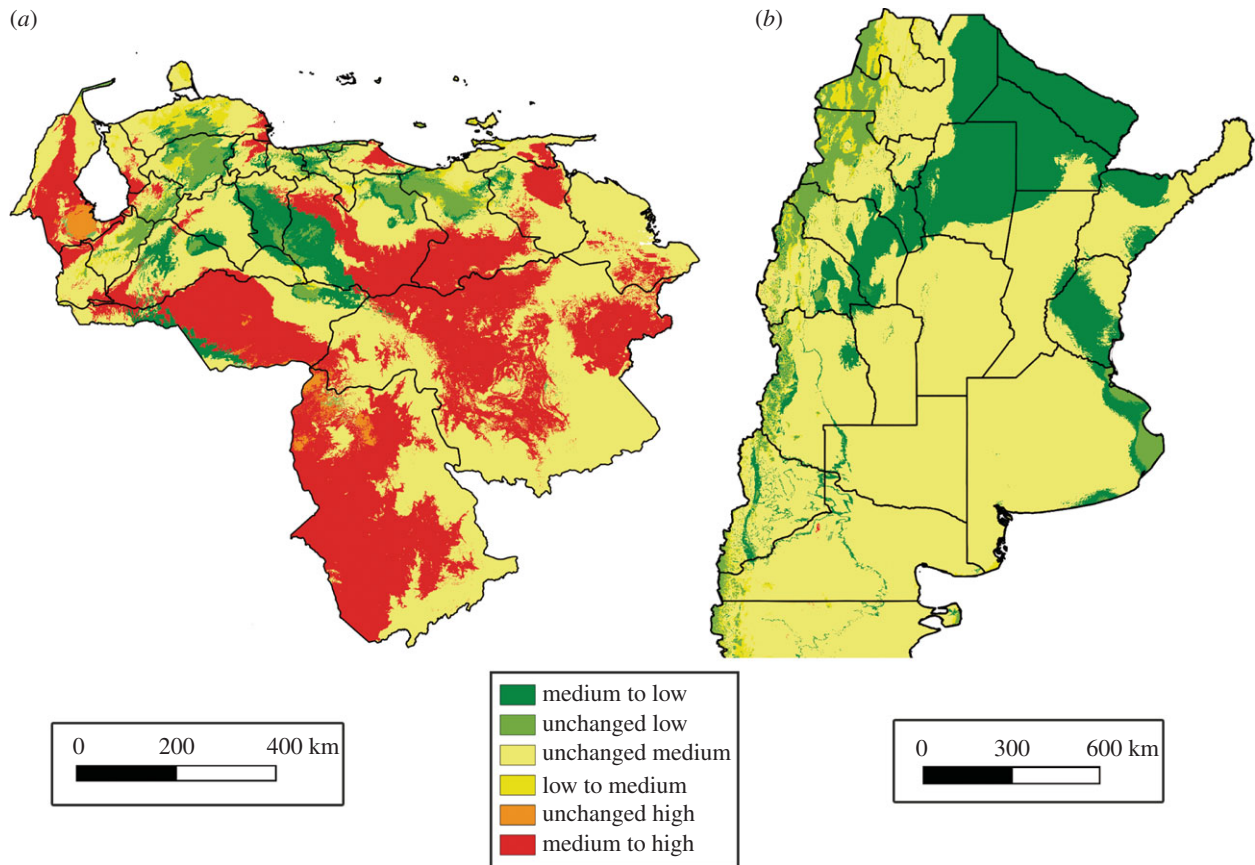 (a)
(b)
medium to low
unchanged low
unchanged medium
low to medium
unchanged high
medium to high
0 200 400 km
0 300 600 km